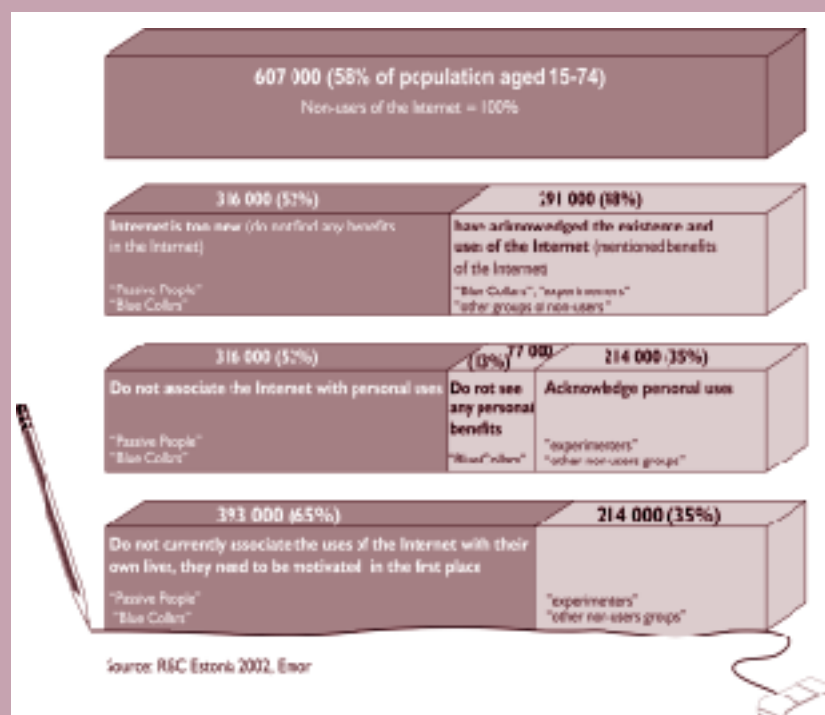 607 000 (58% of population aged 15-74)
Non-users of the Internet = 100%
316 000 (52%)
291 000 (48%)
Internet is too new (do not find any benefits
in the Internet)
"Passive People"
"Blue Collars"
have acknowledged the existence and
uses of the Internet (mentioned benefits
of the Internet)
"Blue Collars", "experimenters"
"other groups of non-users"
316 000 (52%)
77 000
(13%)
214 000 (35%)
Do not associate the Internet with personal uses
"Passive People"
"Blue Collars"
Do not see
any personal
benefits
Acknowledge personal uses
"experimenters"
"other non-users groups"
393 000 (65%)
214 000 (35%)
Do not currently associate the uses of the Internet with their
own lives, they need to be motivated in the first place
"Passive People"
"Blue Collars"
"experimenters"
"other non-users groups"
Source: R&C Estonia 2002, Emor